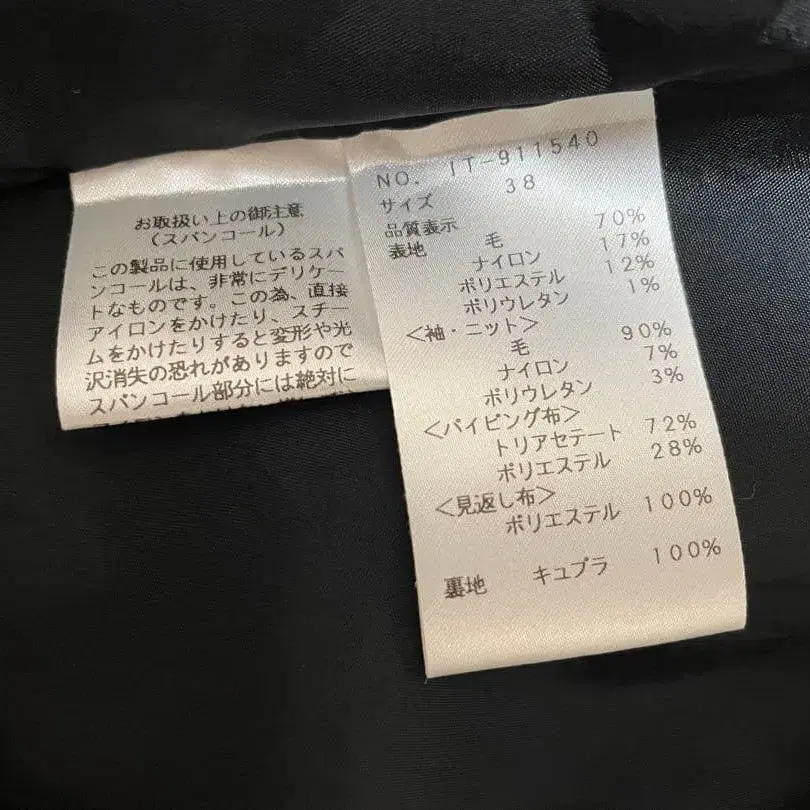 お取扱い上の御注意
(スパンコール)
この製品に使用しているスパ
ンコールは、非常にデリケー
トなものです。この為、直接
アイロンをかけたり、スチー
ムをかけたりすると変形や光
沢消失の恐れがありますので
スパンコール部分には絶対に
NO. IT-911540
サイズ 38
品質表示
表地 毛 70%
ナイロン 17%
ポリエステル 12%
ポリウレタン 1%
<袖・ニット>
毛 90%
ナイロン 7%
ポリウレタン 3%
<パイピング布>
トリアセテート 72%
ポリエステル 28%
<見返し布>
ポリエステル 100%
裏地 キュプラ 100%